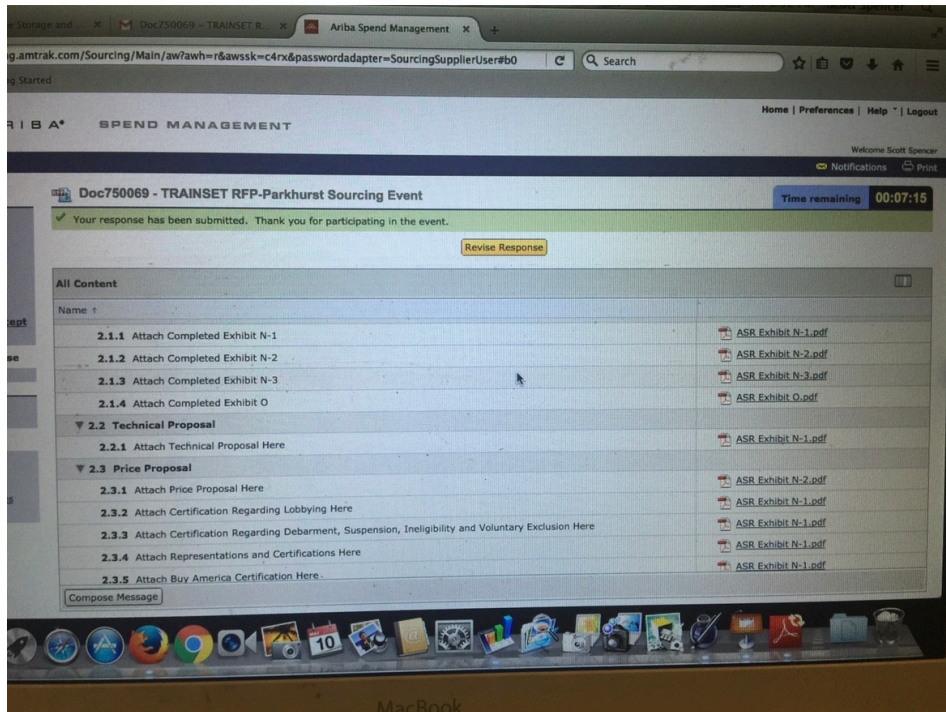 Storage and ...
Doc750069 - TRAINSET R...
Ariba Spend Management
g.amtrak.com/Sourcing/Main/aw?awh=r&awssk=c4rx&passwordadapter=SourcingSupplierUser#b0
Search
Started
Home | Preferences | Help | Logout
RIBA SPEND MANAGEMENT
Welcome Scott Spencer
Notifications Print
Doc750069 - TRAINSET RFP-Parkhurst Sourcing Event
Time remaining 00:07:15
Your response has been submitted. Thank you for participating in the event.
Revise Response
All Content
Name ↑
2.1.1 Attach Completed Exhibit N-1 ASR Exhibit N-1.pdf
2.1.2 Attach Completed Exhibit N-2 ASR Exhibit N-2.pdf
2.1.3 Attach Completed Exhibit N-3 ASR Exhibit N-3.pdf
2.1.4 Attach Completed Exhibit O ASR Exhibit O.pdf
2.2 Technical Proposal
2.2.1 Attach Technical Proposal Here ASR Exhibit N-1.pdf
2.3 Price Proposal
2.3.1 Attach Price Proposal Here ASR Exhibit N-2.pdf
2.3.2 Attach Certification Regarding Lobbying Here ASR Exhibit N-1.pdf
2.3.3 Attach Certification Regarding Debarment, Suspension, Ineligibility and Voluntary Exclusion Here ASR Exhibit N-1.pdf
2.3.4 Attach Representations and Certifications Here ASR Exhibit N-1.pdf
2.3.5 Attach Buy America Certification Here ASR Exhibit N-1.pdf
Compose Message
10
MacBook